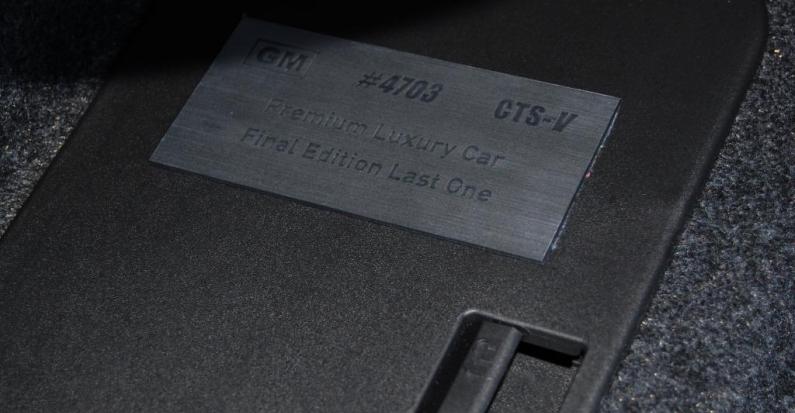 GM #4703 CTS-V
Premium Luxury Car
Final Edition Last One